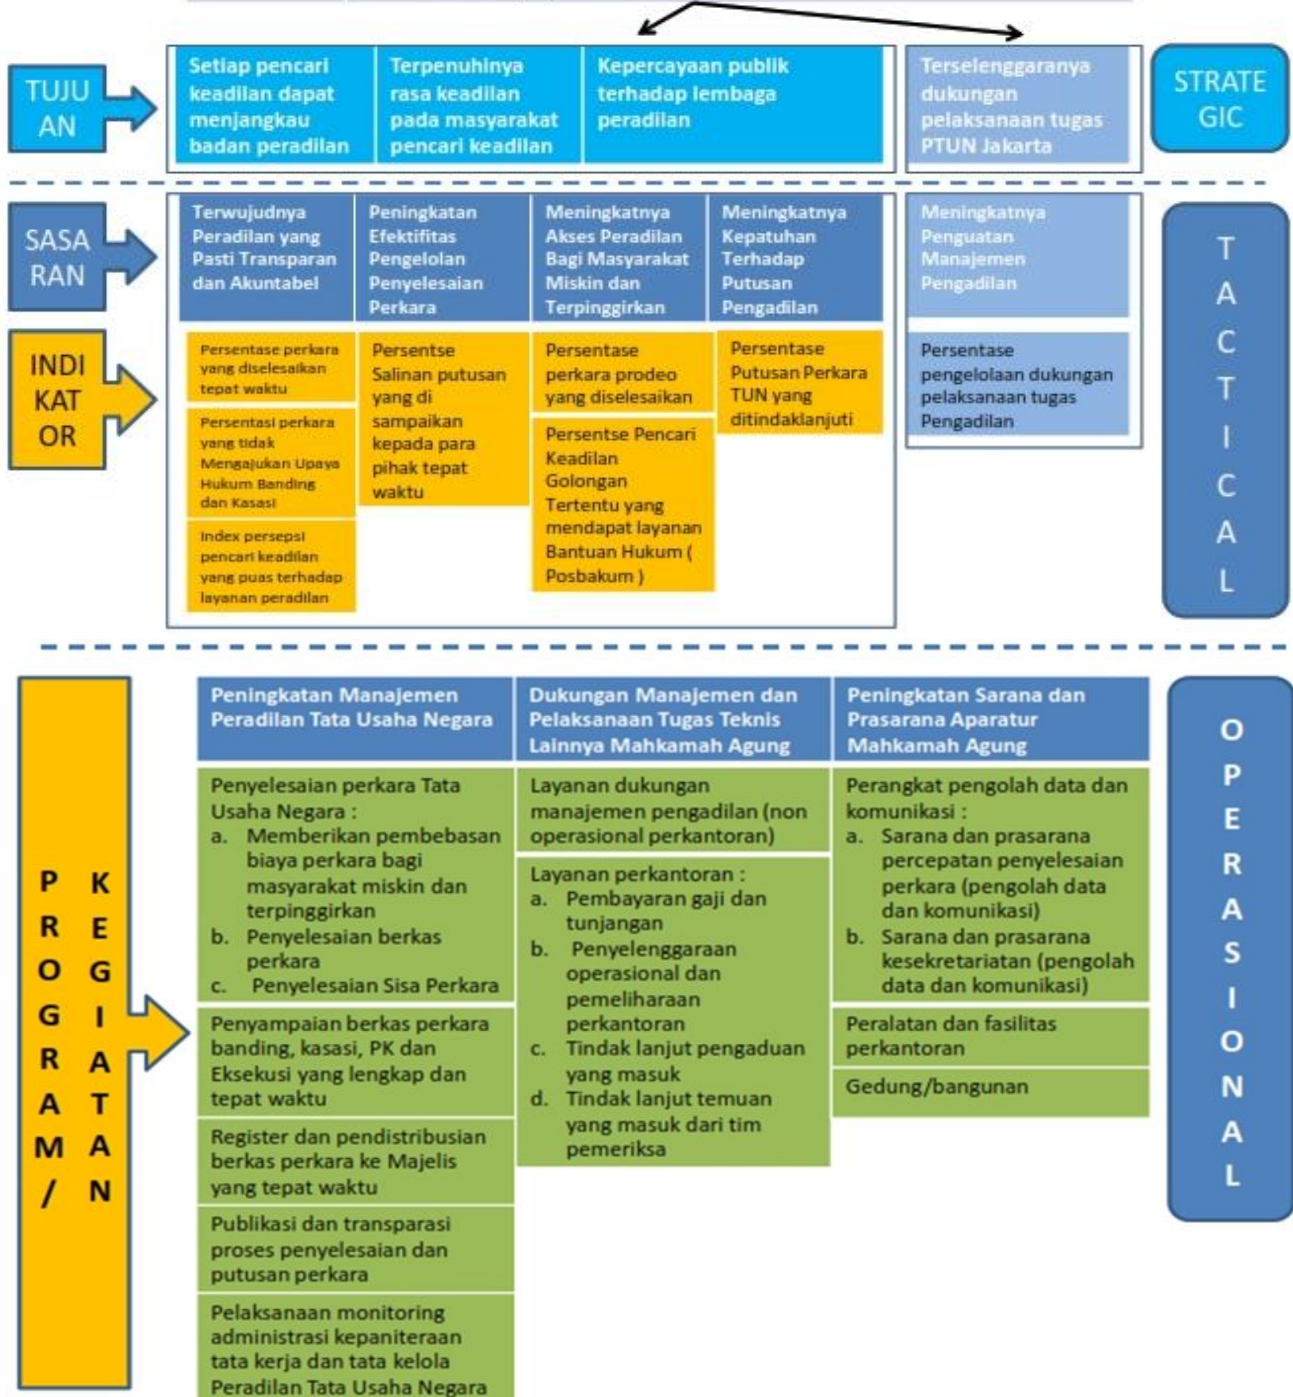 TUJU
AN
Setiap pencari
keadilan dapat
menjangkau
badan peradilan
Terpenuhinya
rasa keadilan
pada masyarakat
pencari keadilan
Kepercayaan publik
terhadap lembaga
peradilan
Terselenggaranya
dukungan
pelaksanaan tugas
PTUN Jakarta
STRATE
GIC
SASA
RAN
Terwujudnya
Peradilan yang
Pasti Transparan
dan Akuntabel
Peningkatan
Efektifitas
Pengelolan
Penyelesaian
Perkara
Meningkatnya
Akses Peradilan
Bagi Masyarakat
Miskin dan
Terpinggirkan
Meningkatnya
Kepatuhan
Terhadap
Putusan
Pengadilan
Meningkatnya
Penguatan
Manajemen
Pengadilan
T
A
C
T
I
C
A
L
INDI
KAT
OR
Persentase perkara
yang diselesaikan
tepat waktu
Persentasi perkara
yang tidak
Mengajukan Upaya
Hukum Banding
dan Kasasi
Index persepsi
pencari keadilan
yang puas terhadap
layanan peradilan
Persentse
Salinan putusan
yang di
sampaikan
kepada para
pihak tepat
waktu
Persentase
perkara prodeo
yang diselesaikan
Persentse Pencari
Keadilan
Golongan
Tertentu yang
mendapat layanan
Bantuan Hukum (
Posbakum )
Persentase
Putusan Perkara
TUN yang
ditindaklanjuti
Persentase
pengelolaan dukungan
pelaksanaan tugas
Pengadilan
P
R
O
G
R
A
M
/
K
E
G
I
A
T
A
N
Peningkatan Manajemen
Peradilan Tata Usaha Negara
Penyelesaian perkara Tata
Usaha Negara :
a. Memberikan pembebasan
biaya perkara bagi
masyarakat miskin dan
terpinggirkan
b. Penyelesaian berkas
perkara
c. Penyelesaian Sisa Perkara
Penyampaian berkas perkara
banding, kasasi, PK dan
Eksekusi yang lengkap dan
tepat waktu
Register dan pendistribusian
berkas perkara ke Majelis
yang tepat waktu
Publikasi dan transparasi
proses penyelesaian dan
putusan perkara
Pelaksanaan monitoring
administrasi kepaniteraan
tata kerja dan tata kelola
Peradilan Tata Usaha Negara
Dukungan Manajemen dan
Pelaksanaan Tugas Teknis
Lainnya Mahkamah Agung
Layanan dukungan
manajemen pengadilan (non
operasional perkantoran)
Layanan perkantoran :
a. Pembayaran gaji dan
tunjangan
b. Penyelenggaraan
operasional dan
pemeliharaan
perkantoran
c. Tindak lanjut pengaduan
yang masuk
d. Tindak lanjut temuan
yang masuk dari tim
pemeriksa
Peningkatan Sarana dan
Prasarana Aparatur
Mahkamah Agung
Perangkat pengolah data dan
komunikasi :
a. Sarana dan prasarana
percepatan penyelesaian
perkara (pengolah data
dan komunikasi)
b. Sarana dan prasarana
kesekretariatan (pengolah
data dan komunikasi)
Peralatan dan fasilitas
perkantoran
Gedung/bangunan
O
P
E
R
A
S
I
O
N
A
L